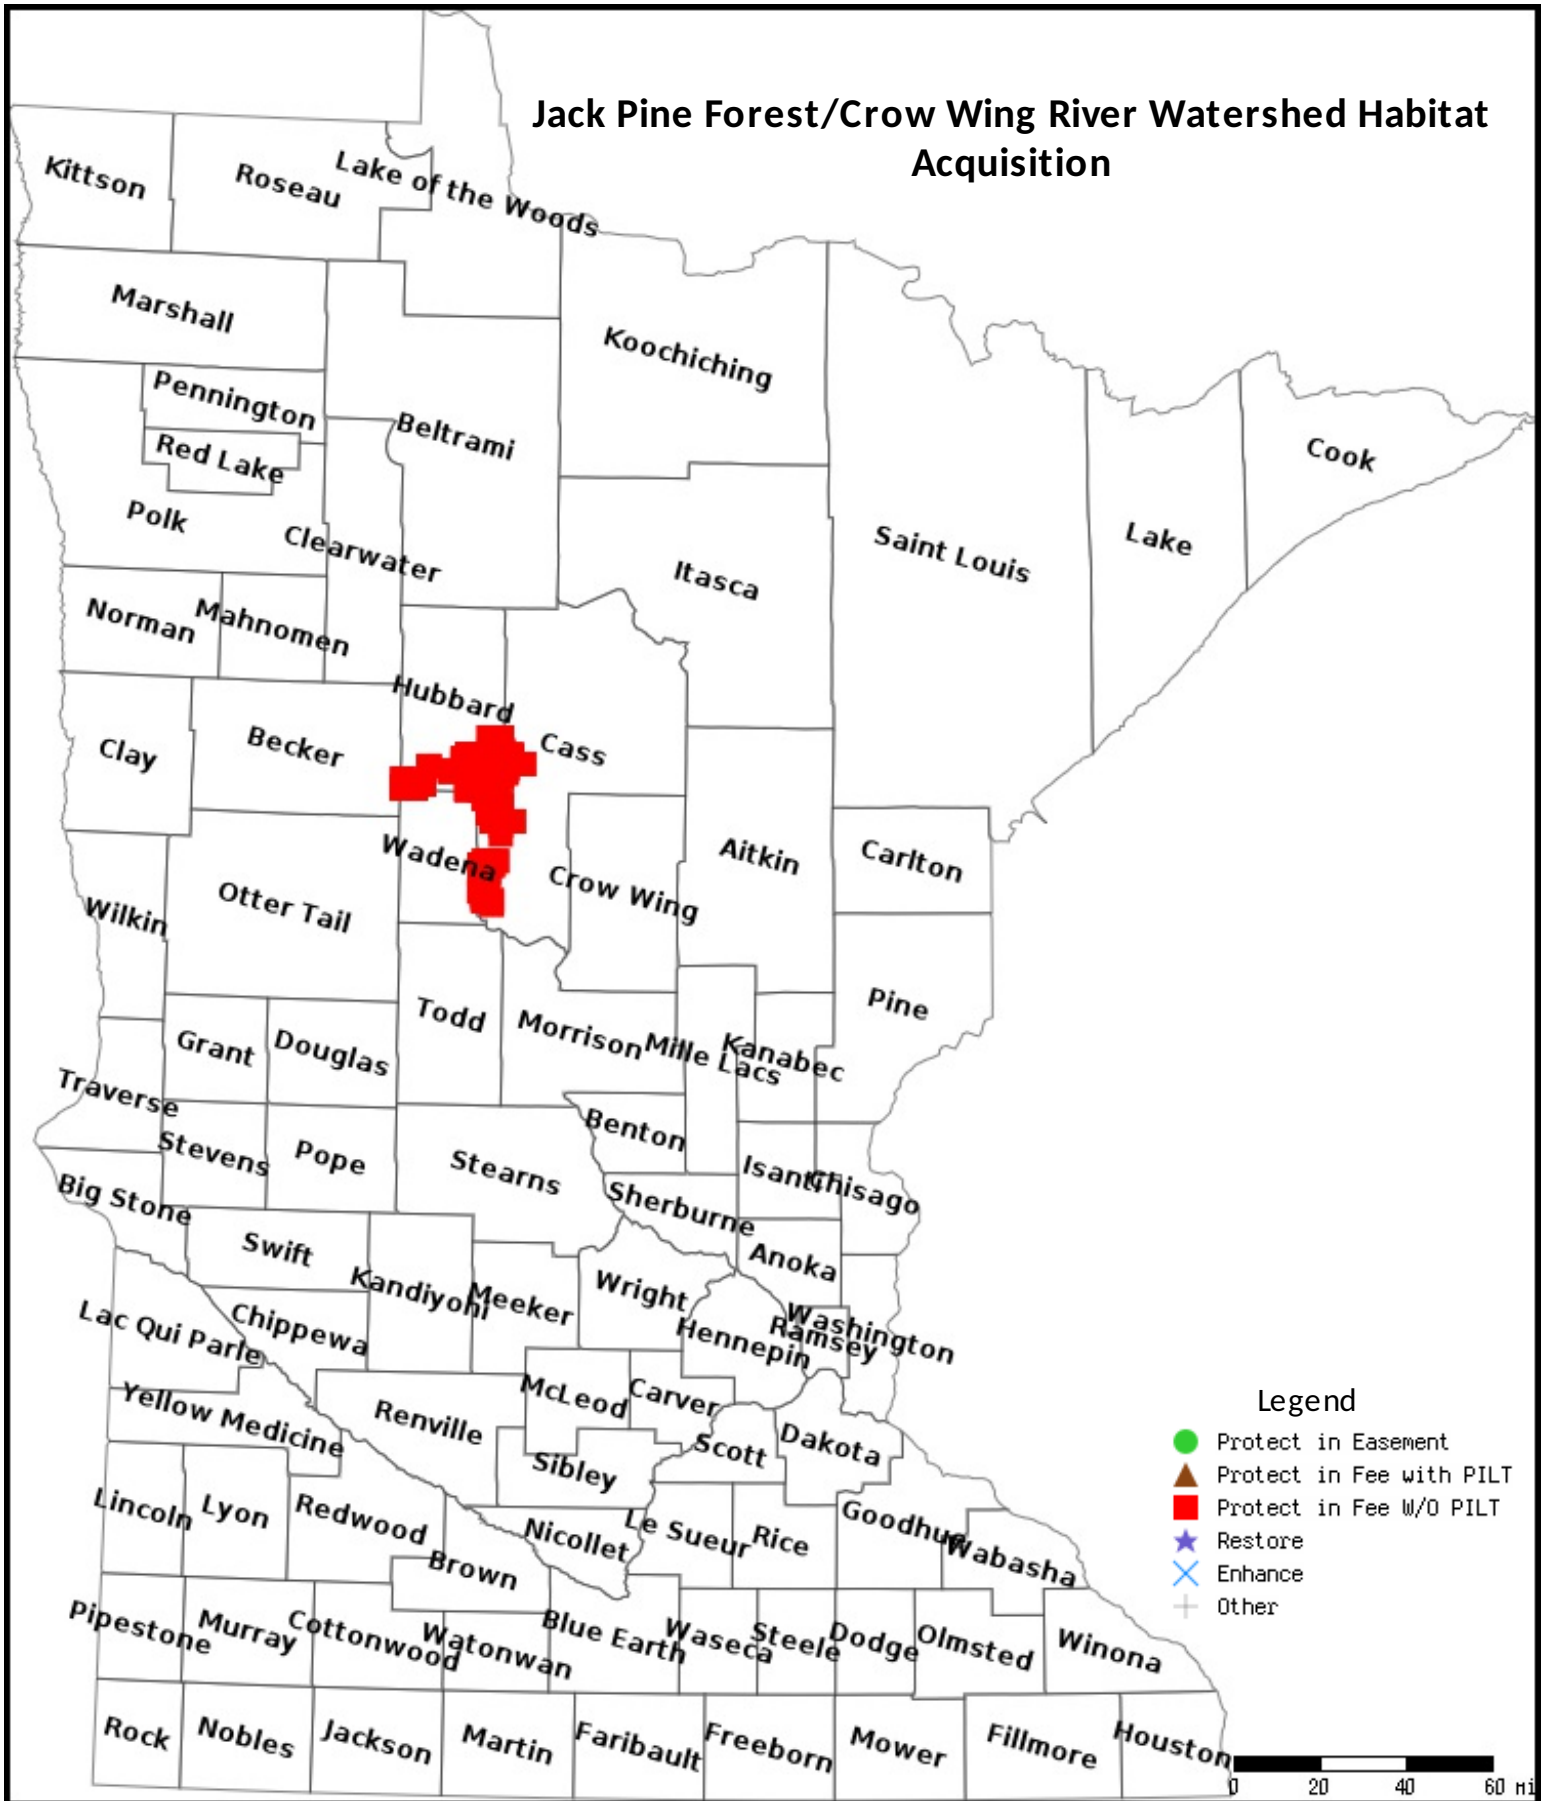 Jack Pine Forest/Crow Wing River Watershed Habitat
Acquisition
Kittson
Roseau
Lake of the Woods
Marshall
Koochiching
Pennington
Beltrami
Red Lake
Cook
Polk
Clearwater
Saint Louis
Lake
Itasca
Norman
Mahnomen
Hubbard
Clay
Becker
Cass
Wadena
Aitkin
Carlton
Otter Tail
Crow Wing
Wilkin
Pine
Todd
Morrison
Mille Lacs
Kanabec
Grant
Douglas
Traverse
Benton
Stevens
Pope
Stearns
Isanti
Chisago
Big Stone
Sherburne
Swift
Anoka
Kandiyohi
Meeker
Wright
Washington
Ramsey
Hennepin
Lac Qui Parle
Chippewa
McLeod
Carver
Yellow Medicine
Renville
Scott
Dakota
Sibley
Lincoln
Lyon
Redwood
Nicollet
Le Sueur
Rice
Goodhue
Wabasha
Brown
Pipestone
Murray
Cottonwood
Watonwan
Blue Earth
Waseca
Steele
Dodge
Olmsted
Winona
Rock
Nobles
Jackson
Martin
Faribault
Freeborn
Mower
Fillmore
Houston
Legend
Protect in Easement
Protect in Fee with PILT
Protect in Fee W/O PILT
Restore
Enhance
Other
0 20 40 60 mi